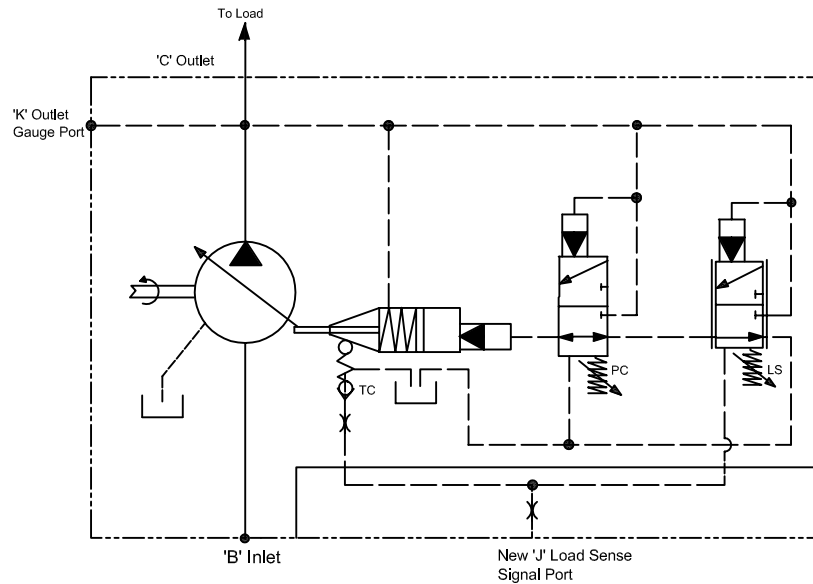 To Load
'C' Outlet
'K' Outlet
Gauge Port
PC
LS
TC
'B' Inlet
New 'J' Load Sense
Signal Port